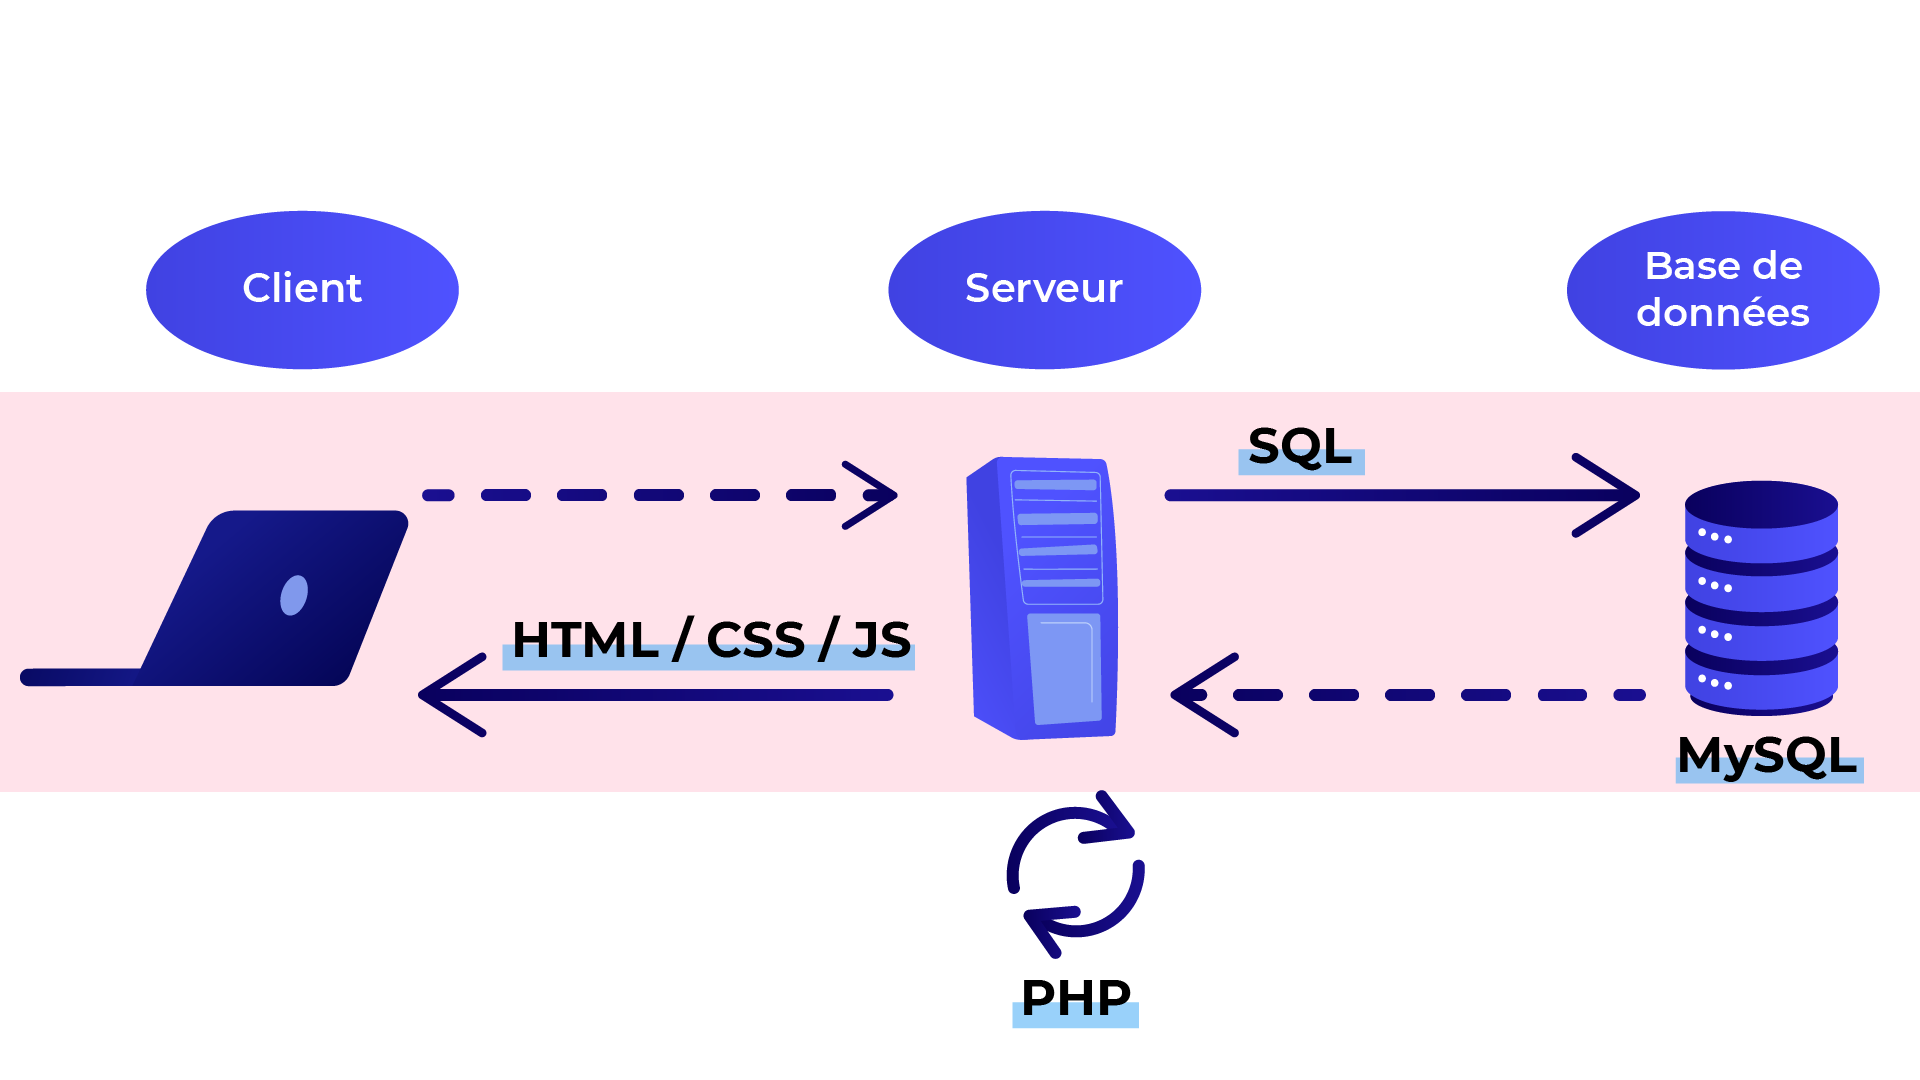 Client
Serveur
Base de
données
SQL
HTML / CSS / JS
MySQL
PHP